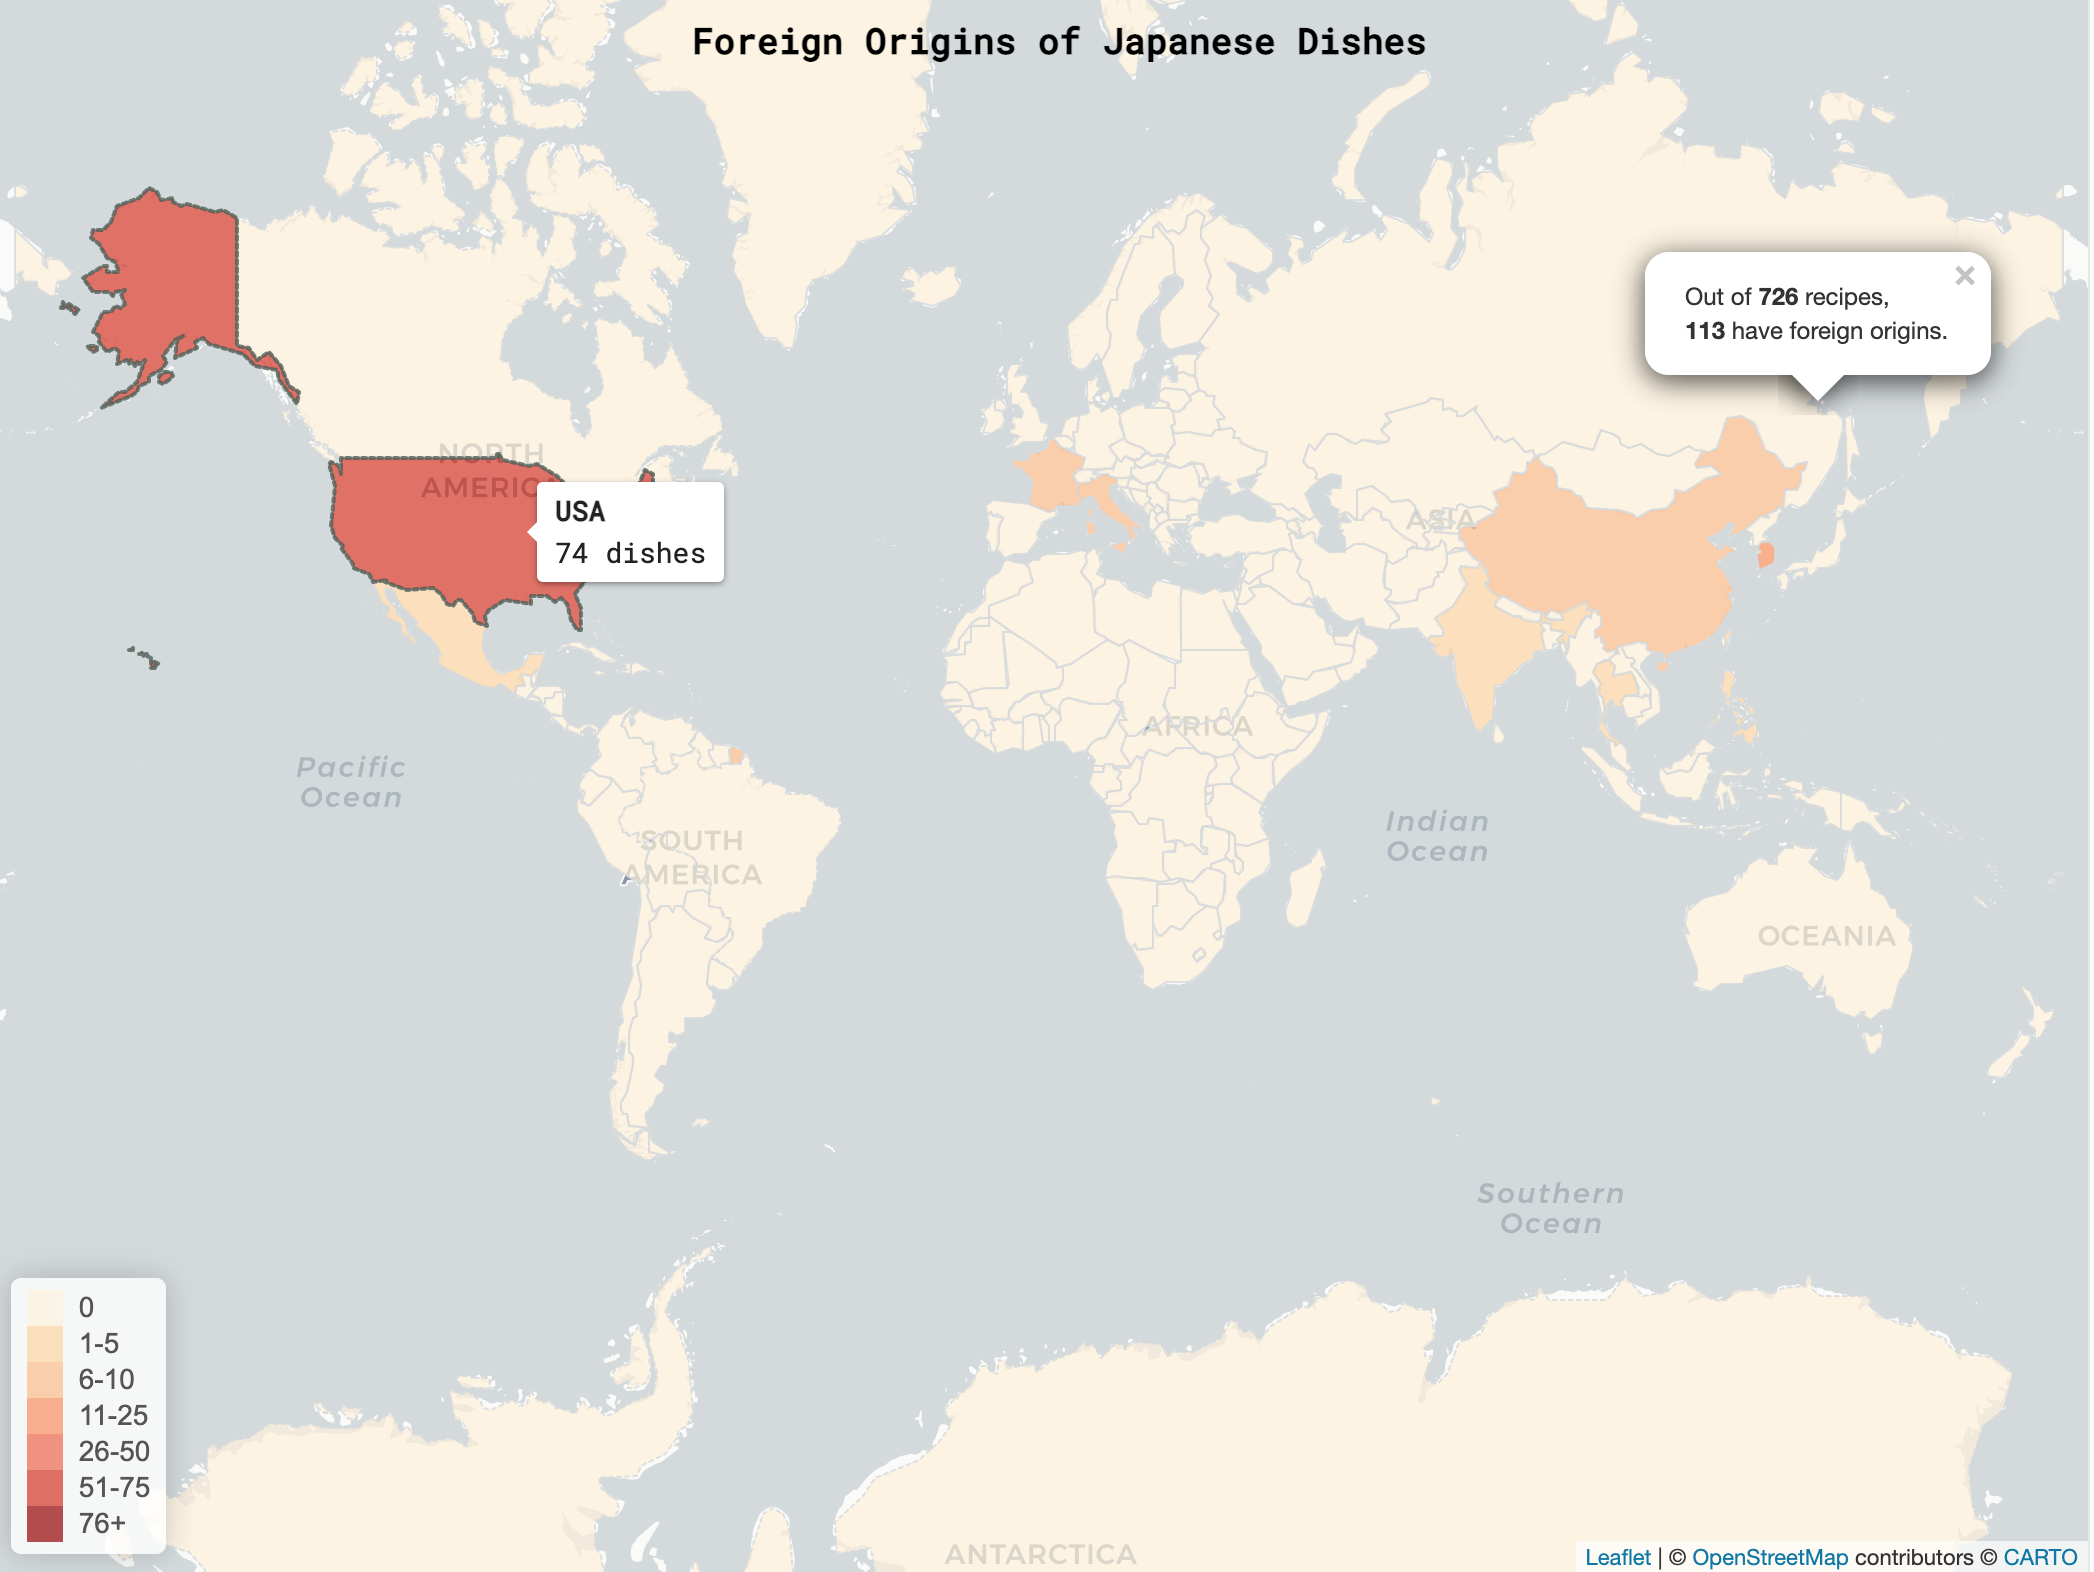 Foreign Origins of Japanese Dishes
Out of 726 recipes,
113 have foreign origins.
×
NORTH
AMERIC
USA
74 dishes
ASIA
AFRICA
Pacific
Ocean
SOUTH
AMERICA
Indian
Ocean
OCEANIA
Southern
Ocean
0
1-5
6-10
11-25
26-50
51-75
76+
ANTARCTICA
Leaflet | © OpenStreetMap contributors © CARTO